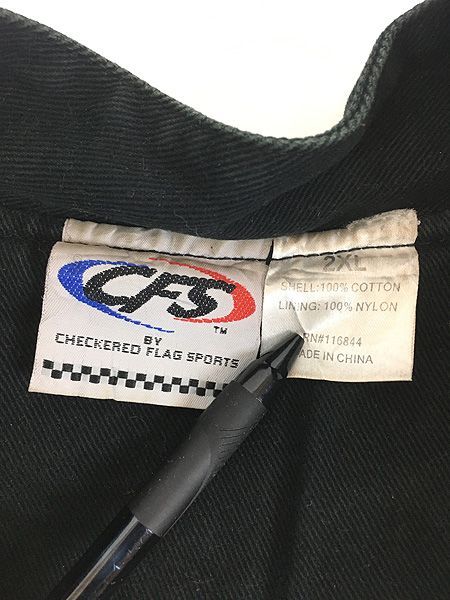 CFS
TM
BY
CHECKERED FLAG SPORTS
2XL
SHELL: 100% COTTON
LINING: 100% NYLON
RN#116844
MADE IN CHINA